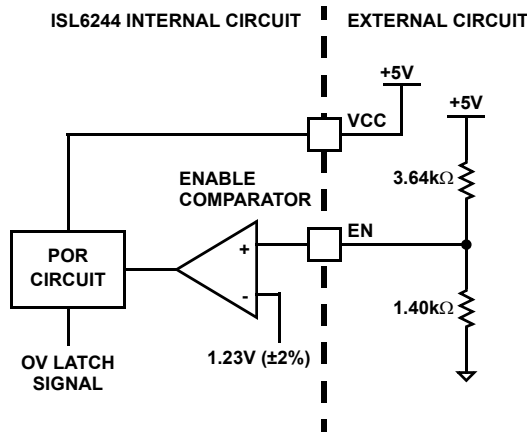 ISL6244 INTERNAL CIRCUIT
EXTERNAL CIRCUIT
+5V
+5V
VCC
3.64kΩ
ENABLE
COMPARATOR
EN
+
POR
CIRCUIT
-
1.40kΩ
1.23V (±2%)
OV LATCH
SIGNAL